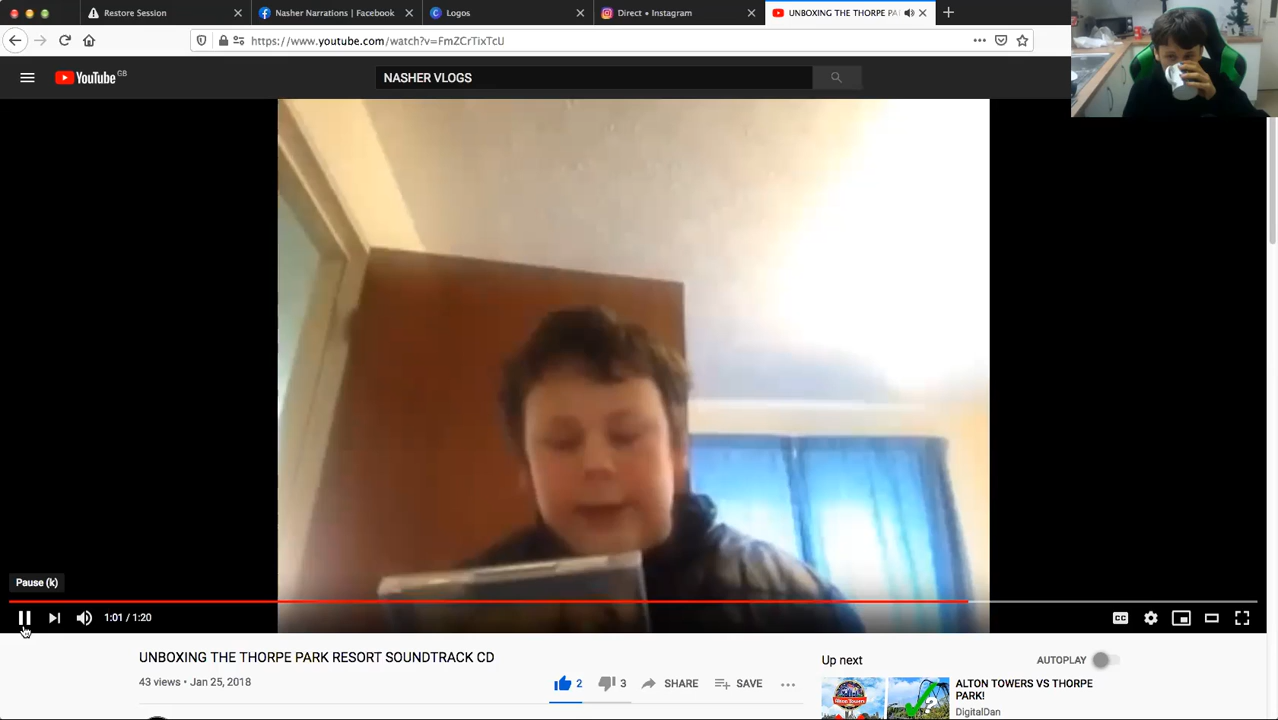 Restore Session
Nasher Narrations | Facebook
Logos
Direct • Instagram
UNBOXING THE THORPE PA
https://www.youtube.com/watch?v=FmZCrTixTcU
YouTube GB
NASHER VLOGS
Pause (k)
1:01 / 1:20
CC
UNBOXING THE THORPE PARK RESORT SOUNDTRACK CD
43 views • Jan 25, 2018
2
3
SHARE
SAVE
Up next
AUTOPLAY
ALTON TOWERS VS THORPE
PARK!
DigitalDan